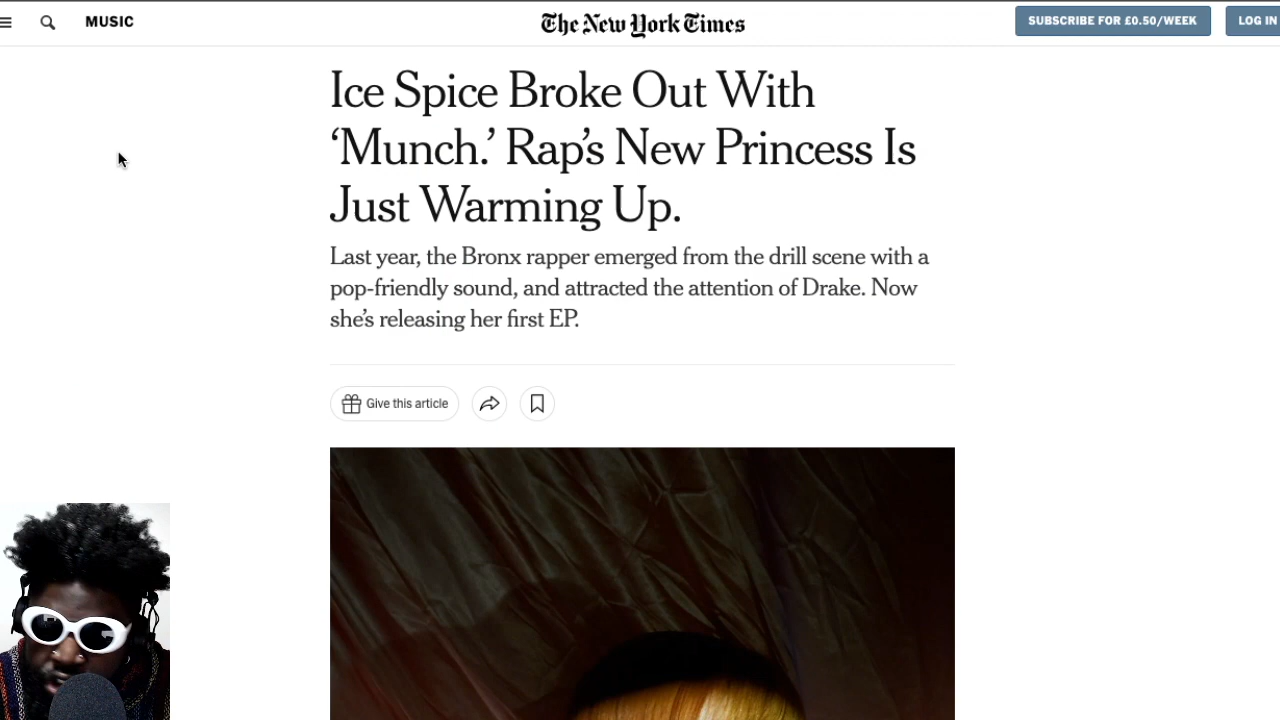 MUSIC
The New York Times
SUBSCRIBE FOR £0.50/WEEK
LOG IN
Ice Spice Broke Out With
‘Munch.’ Rap’s New Princess Is
Just Warming Up.
Last year, the Bronx rapper emerged from the drill scene with a
pop-friendly sound, and attracted the attention of Drake. Now
she’s releasing her first EP.
Give this article